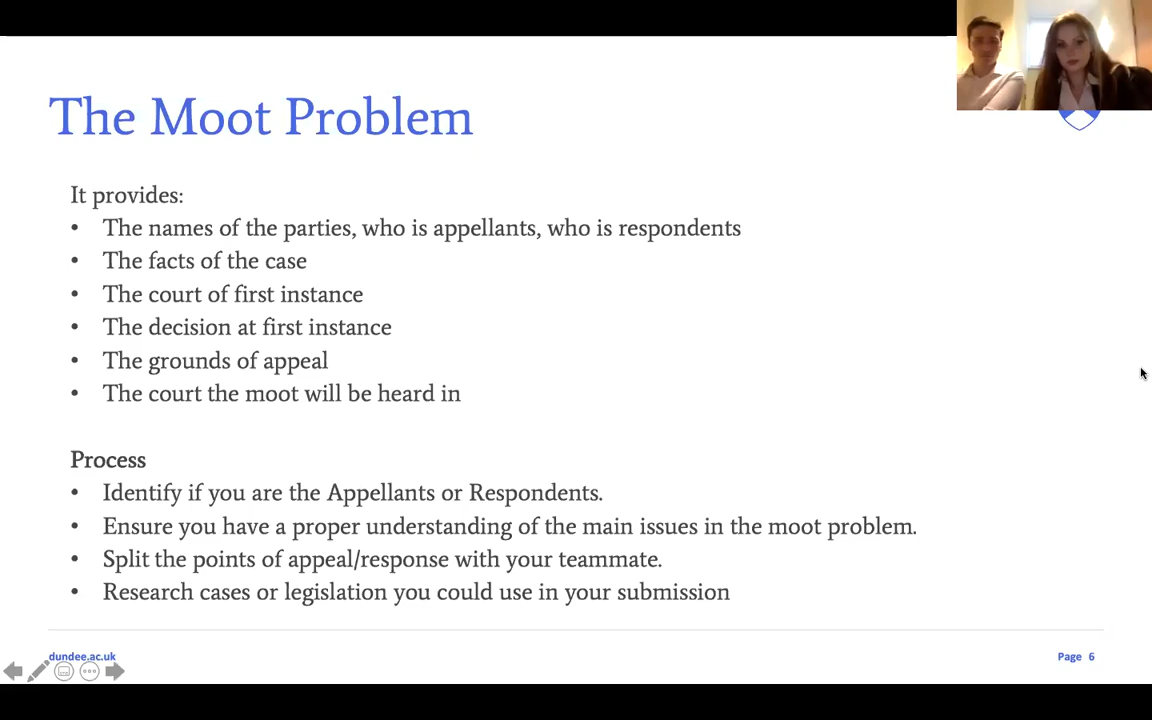 The Moot Problem
It provides:
• The names of the parties, who is appellants, who is respondents
• The facts of the case
• The court of first instance
• The decision at first instance
• The grounds of appeal
• The court the moot will be heard in
Process
• Identify if you are the Appellants or Respondents.
• Ensure you have a proper understanding of the main issues in the moot problem.
• Split the points of appeal/response with your teammate.
• Research cases or legislation you could use in your submission
dundee.ac.uk
Page 6